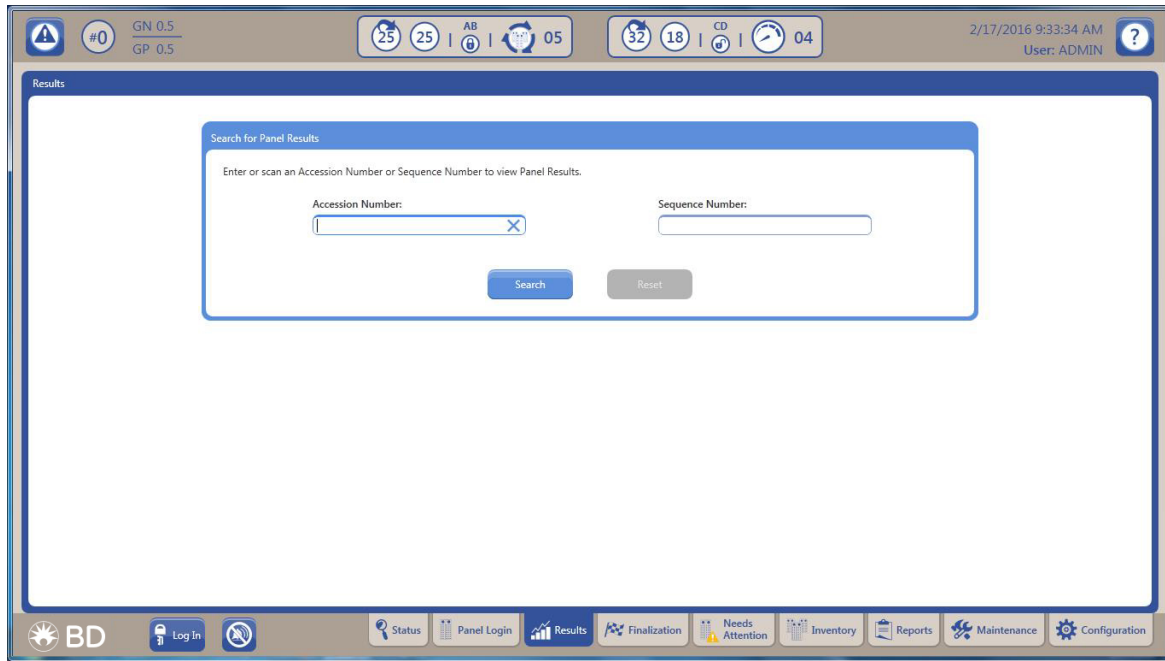 #0
GN 0.5
GP 0.5
25 25 | AB | 05
32 18 | CD | 04
2/17/2016 9:33:34 AM
User: ADMIN
?
Results
Search for Panel Results
Enter or scan an Accession Number or Sequence Number to view Panel Results.
Accession Number:
Sequence Number:
Search
Reset
BD
Log In
Status
Panel Login
Results
Finalization
Needs
Attention
Inventory
Reports
Maintenance
Configuration